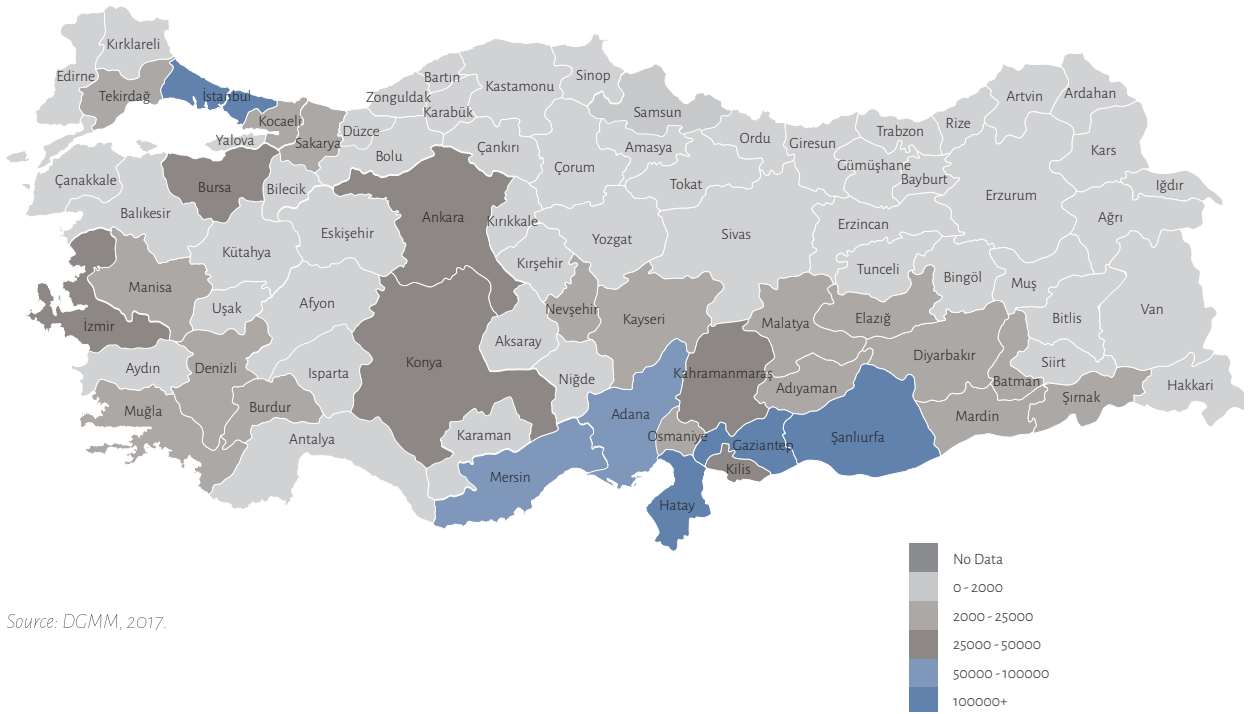 Kırklareli
Edirne
Tekirdağ
İstanbul
Kocaeli
Yalova
Sakarya
Düzce
Zonguldak
Bartın
Karabük
Kastamonu
Sinop
Samsun
Çankırı
Bolu
Çorum
Amasya
Tokat
Ordu
Giresun
Trabzon
Rize
Artvin
Ardahan
Kars
Gümüşhane
Bayburt
Erzurum
Iğdır
Ağrı
Çanakkale
Balıkesir
Bursa
Bilecik
Eskişehir
Ankara
Kırıkkale
Kırşehir
Yozgat
Sivas
Erzincan
Tunceli
Bingöl
Muş
Bitlis
Van
Kütahya
Manisa
Uşak
Afyon
İzmir
Aydın
Denizli
Isparta
Burdur
Muğla
Antalya
Konya
Aksaray
Nevşehir
Kayseri
Niğde
Karaman
Mersin
Adana
Kahramanmaraş
Malatya
Elazığ
Adıyaman
Diyarbakır
Batman
Siirt
Şırnak
Hakkari
Mardin
Şanlıurfa
Gaziantep
Osmaniye
Kilis
Hatay
No Data
0 - 2000
2000 - 25000
25000 - 50000
50000 - 100000
100000+
Source: DGMM, 2017.